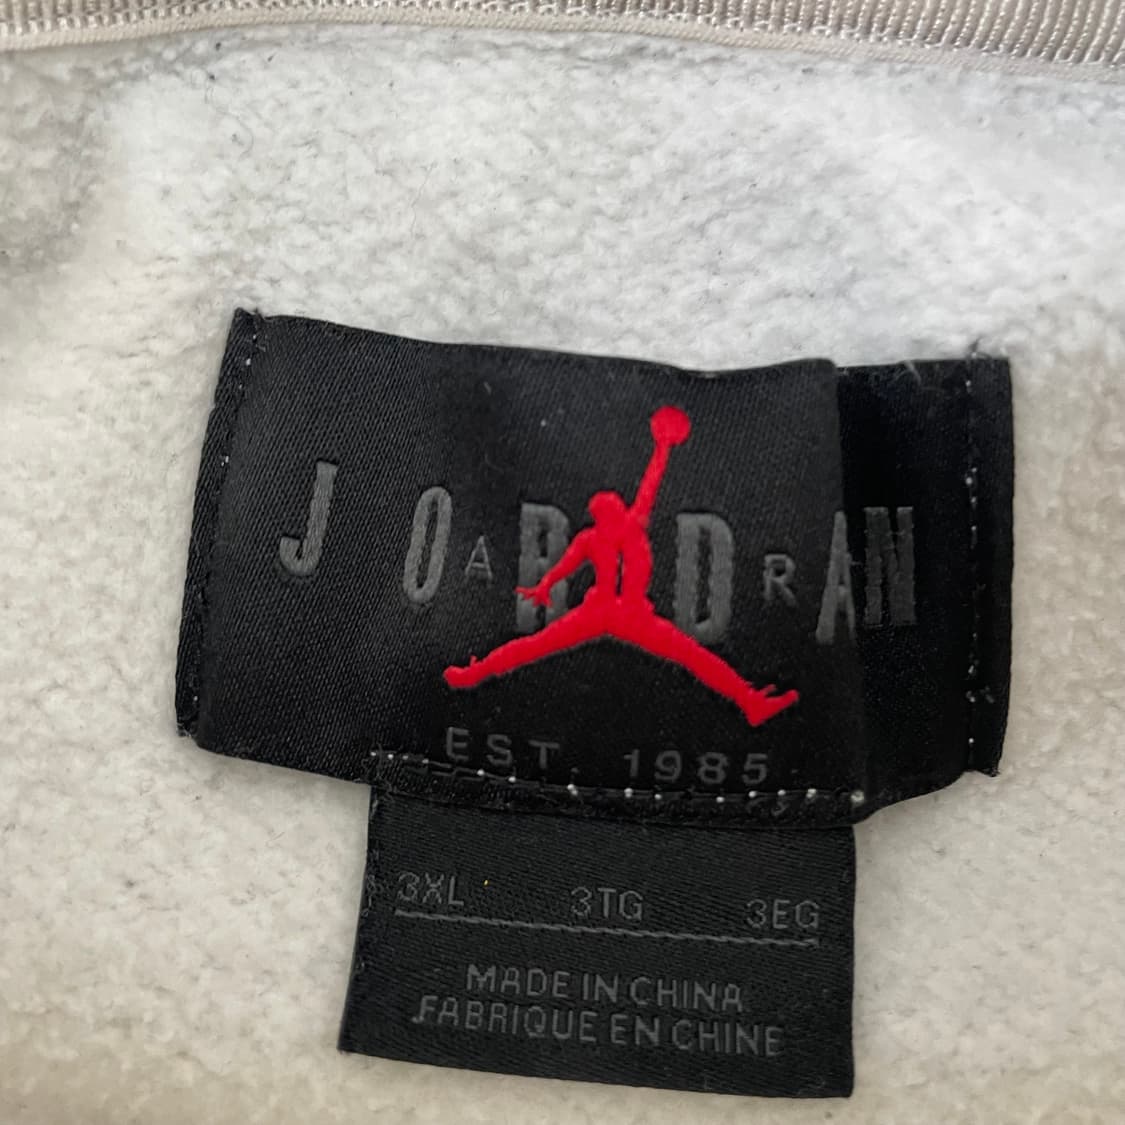 JORDAN
A R
EST. 1985
3XL 3TG 3EG
MADE IN CHINA
FABRIQUE EN CHINE